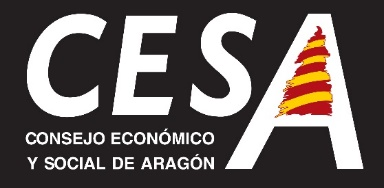 CESA
CONSEJO ECONÓMICO
Y SOCIAL DE ARAGÓN